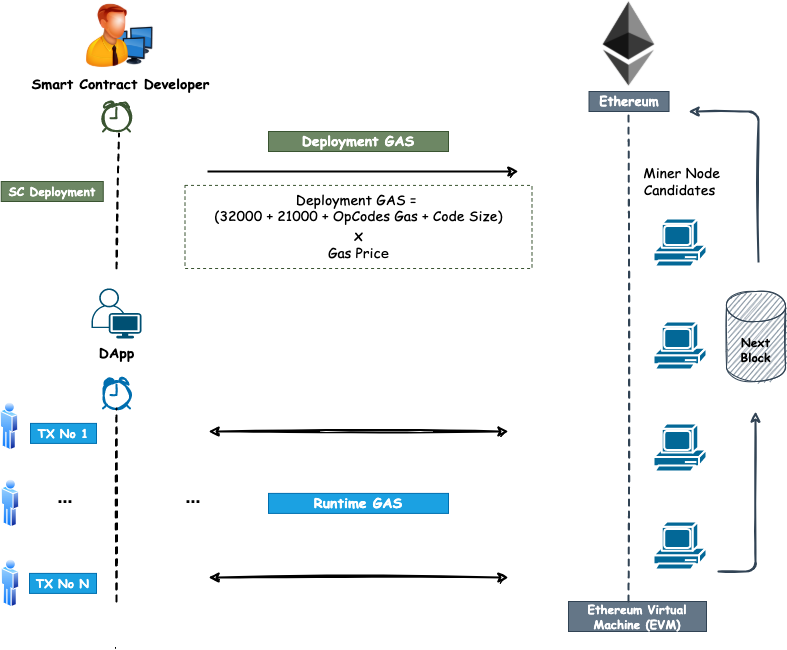 Smart Contract Developer
Ethereum
Deployment GAS
SC Deployment
Deployment GAS =
(32000 + 21000 + OpCodes Gas + Code Size)
x
Gas Price
Miner Node
Candidates
Next
Block
DApp
TX No 1
...
...
Runtime GAS
TX No N
Ethereum Virtual
Machine (EVM)